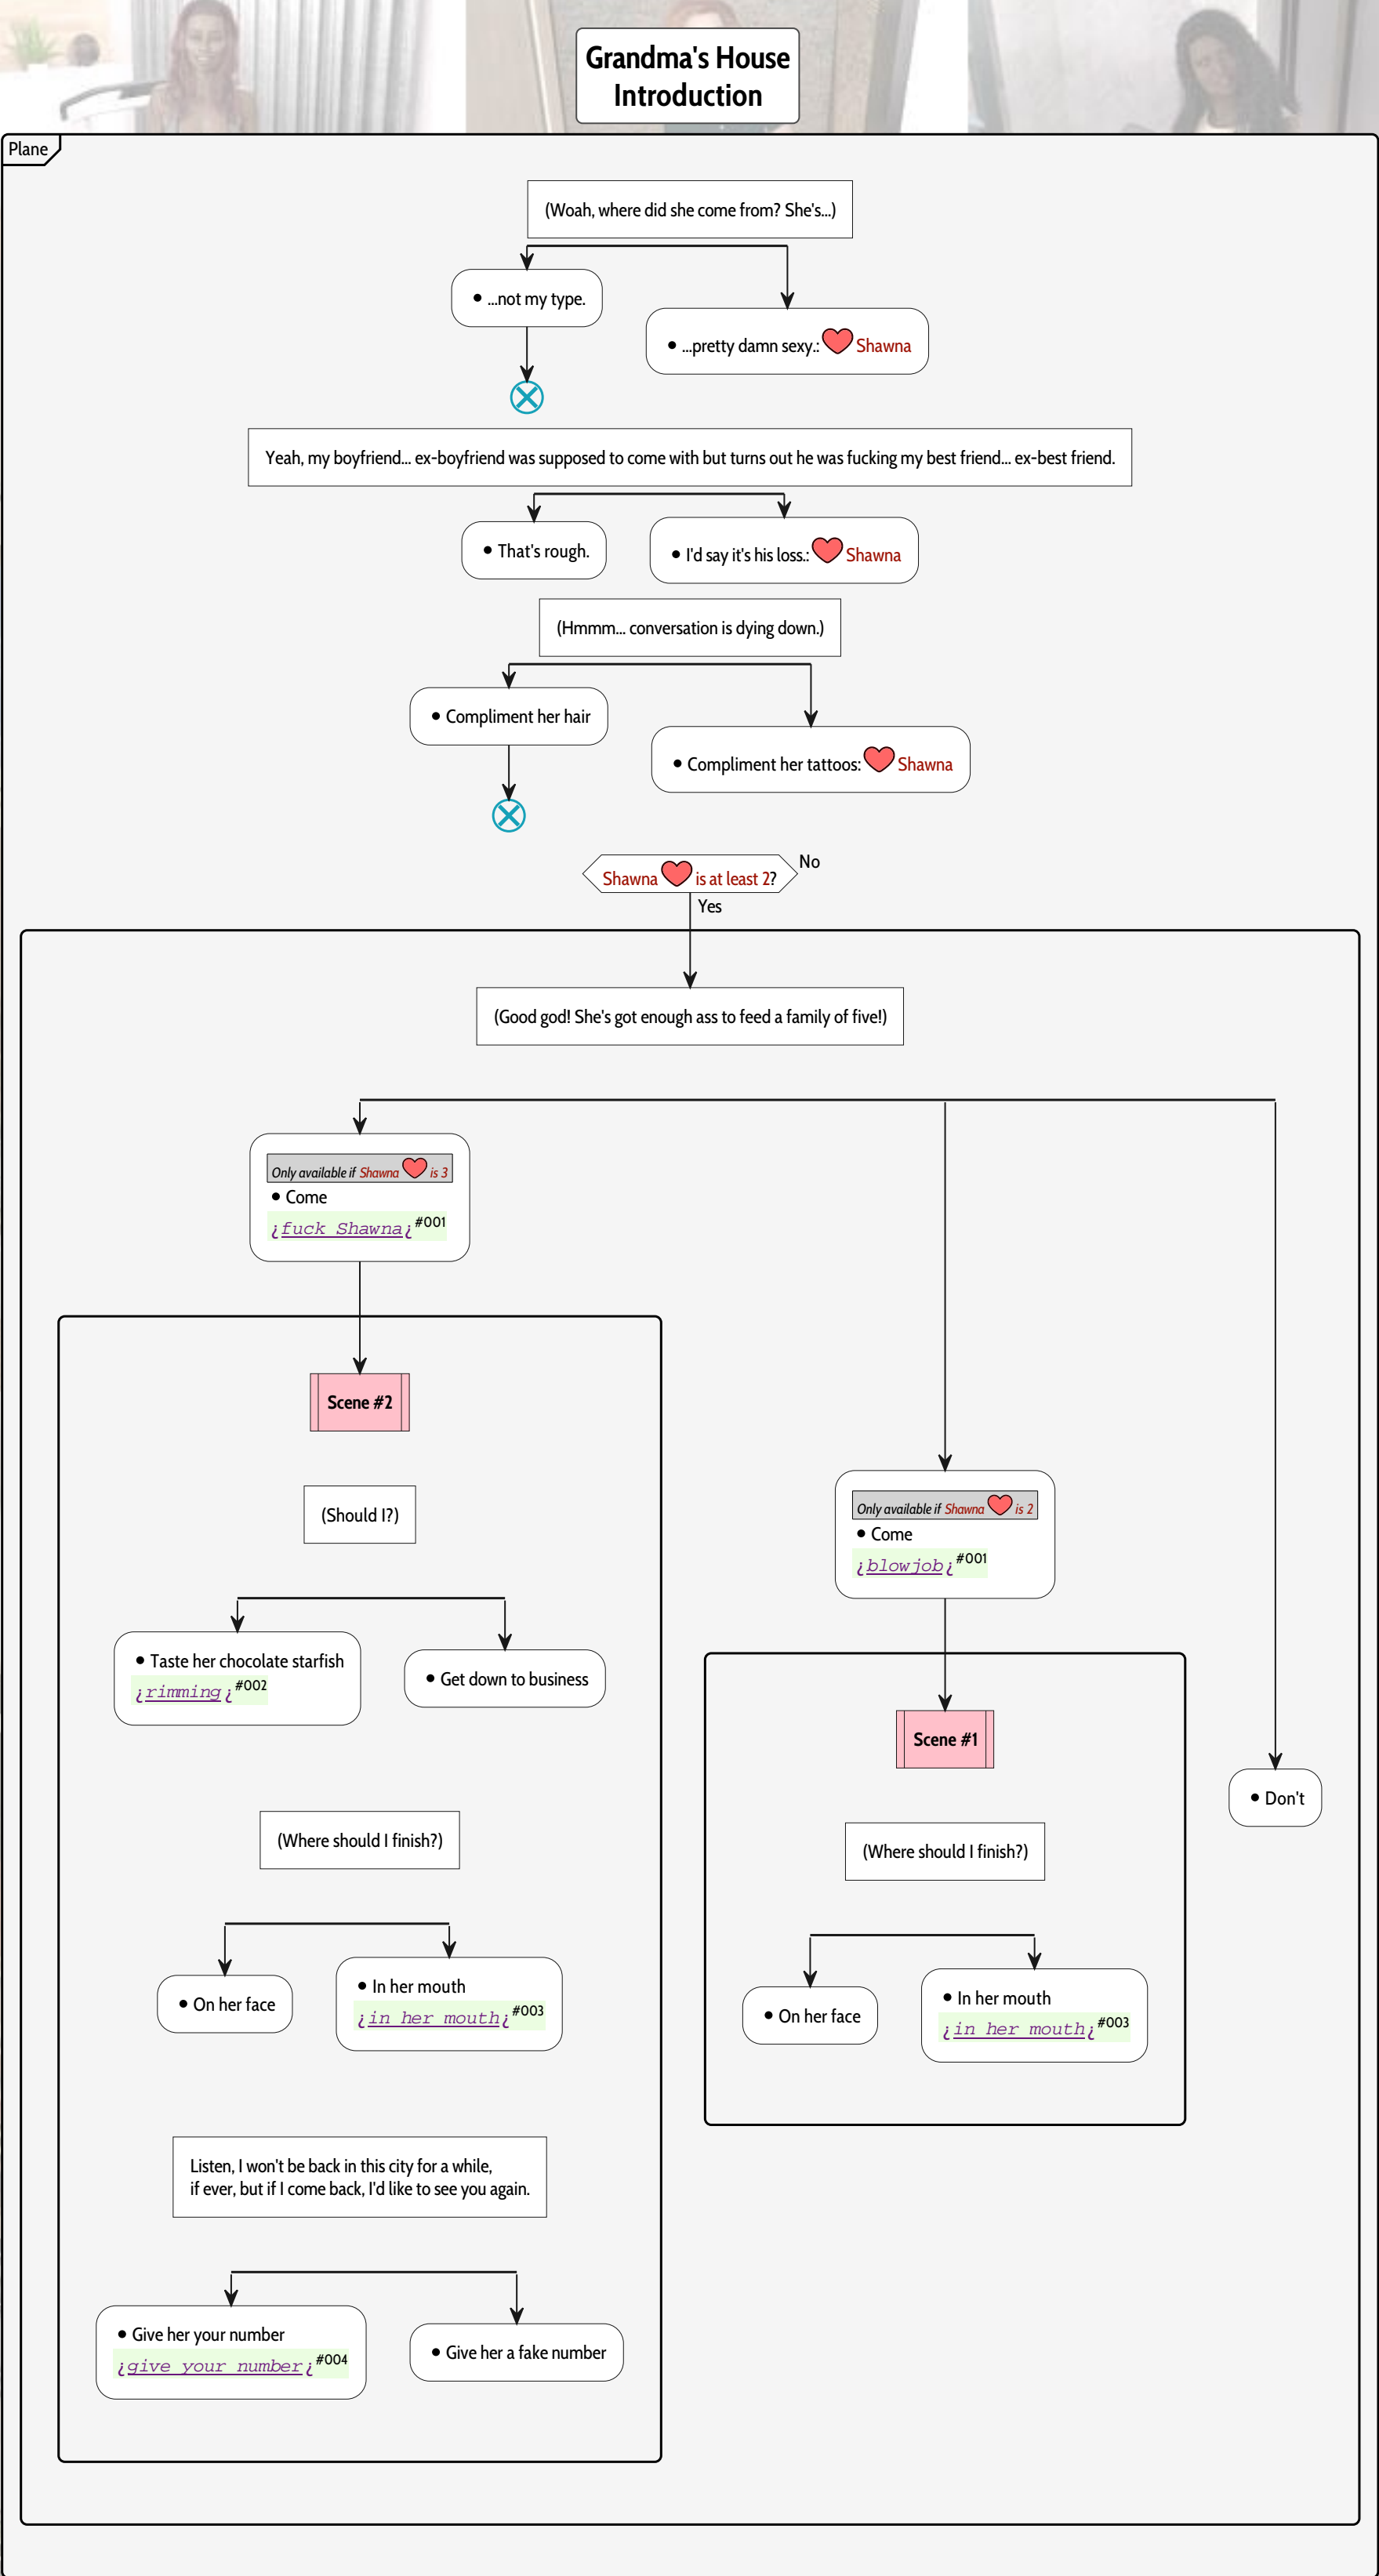 Grandma's House
Introduction
Plane
(Woah, where did she come from? She's...)
• ...not my type.
• ...pretty damn sexy.: Shawna
Yeah, my boyfriend... ex-boyfriend was supposed to come with but turns out he was fucking my best friend... ex-best friend.
• That's rough.
• I'd say it's his loss.: Shawna
(Hmmm... conversation is dying down.)
• Compliment her hair
• Compliment her tattoos: Shawna
Shawna is at least 2?
No
Yes
(Good god! She's got enough ass to feed a family of five!)
Only available if Shawna is 3
• Come
¿fuck Shawna¿#001
Scene #2
(Should I?)
• Taste her chocolate starfish
¿rimming¿#002
• Get down to business
(Where should I finish?)
• On her face
• In her mouth
¿in her mouth¿#003
Listen, I won't be back in this city for a while,
if ever, but if I come back, I'd like to see you again.
• Give her your number
¿give your number¿#004
• Give her a fake number
Only available if Shawna is 2
• Come
¿blowjob¿#001
Scene #1
(Where should I finish?)
• On her face
• In her mouth
¿in her mouth¿#003
• Don't